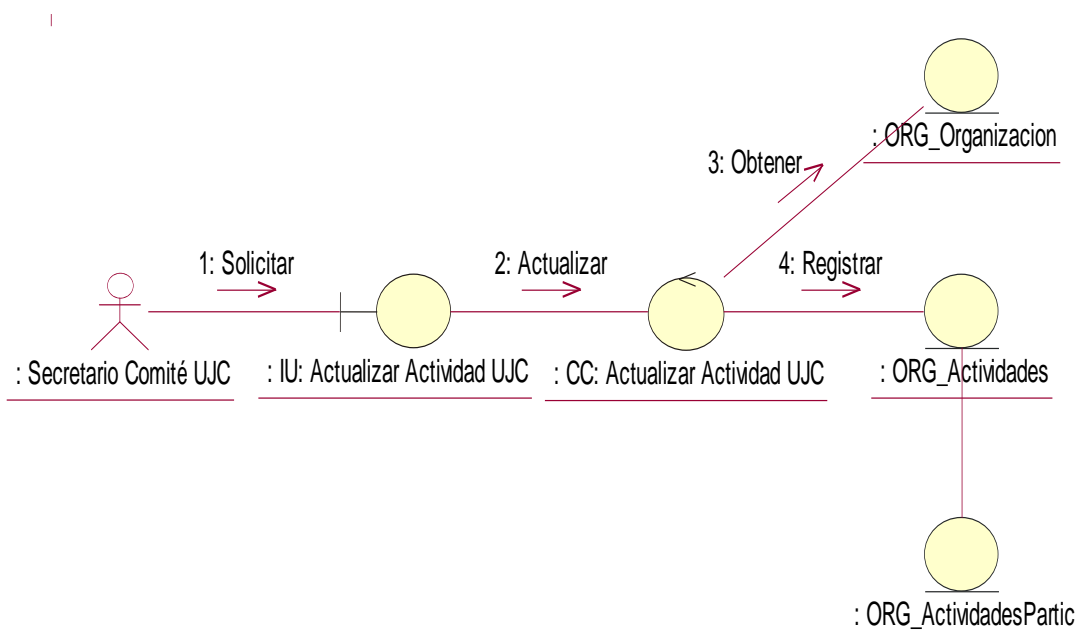 : ORG_Organizacion
3: Obtener
1: Solicitar
2: Actualizar
4: Registrar
: Secretario Comité UJC
: IU: Actualizar Actividad UJC
: CC: Actualizar Actividad UJC
: ORG_Actividades
: ORG_ActividadesPartic